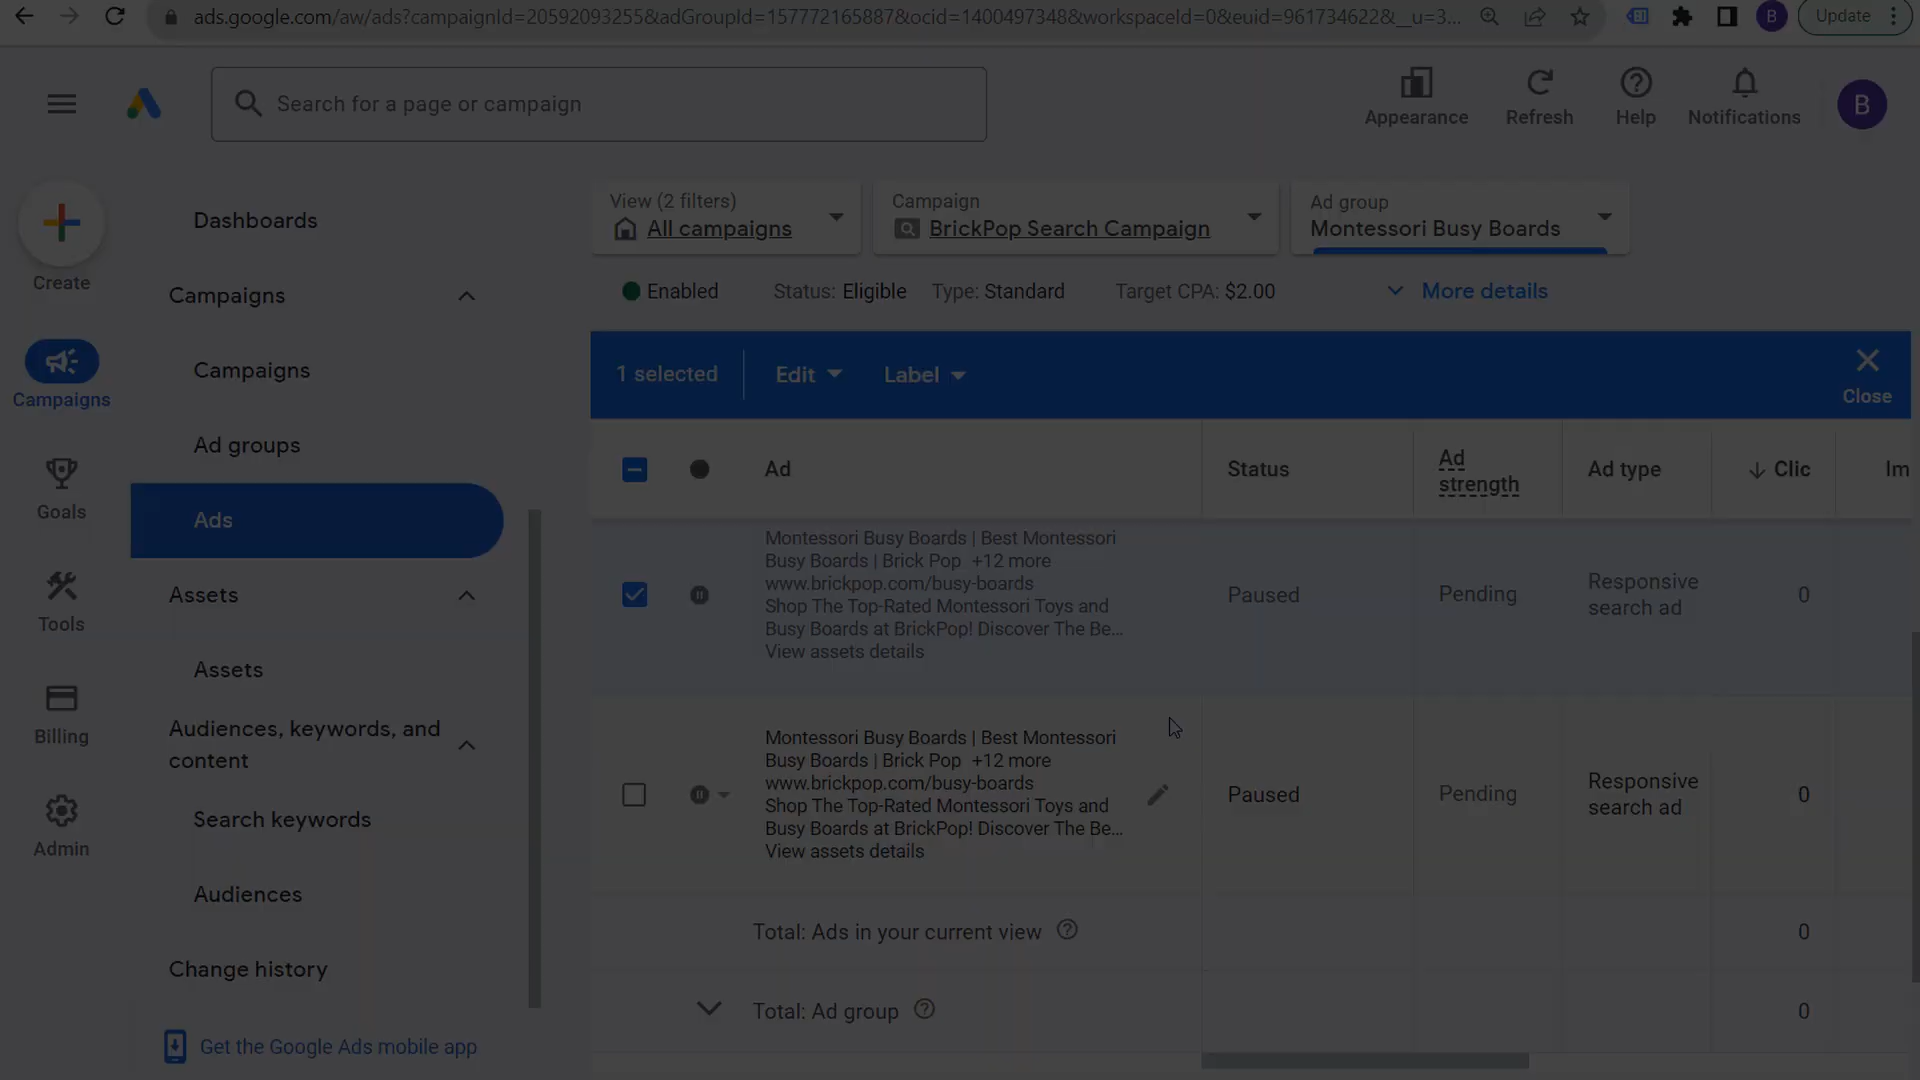 ads.google.com/aw/ads?campaignId=20592093255&adGroupId=157772165887&ocid=1400497348&workspaceId=0&euid=961734622&__u=3...
B
Update
Search for a page or campaign
Appearance
Refresh
Help
Notifications
B
Create
Campaigns
Goals
Tools
Billing
Admin
Dashboards
Campaigns
Campaigns
Ad groups
Ads
Assets
Assets
Audiences, keywords, and
content
Search keywords
Audiences
Change history
Get the Google Ads mobile app
View (2 filters)
All campaigns
Campaign
BrickPop Search Campaign
Ad group
Montessori Busy Boards
Enabled
Status: Eligible
Type: Standard
Target CPA: $2.00
More details
1 selected
Edit
Label
Close
Ad
Status
Ad
strength
Ad type
Clic
Im
Montessori Busy Boards | Best Montessori
Busy Boards | Brick Pop +12 more
www.brickpop.com/busy-boards
Shop The Top-Rated Montessori Toys and
Busy Boards at BrickPop! Discover The Be...
View assets details
Paused
Pending
Responsive
search ad
0
Montessori Busy Boards | Best Montessori
Busy Boards | Brick Pop +12 more
www.brickpop.com/busy-boards
Shop The Top-Rated Montessori Toys and
Busy Boards at BrickPop! Discover The Be...
View assets details
Paused
Pending
Responsive
search ad
0
Total: Ads in your current view
0
Total: Ad group
0